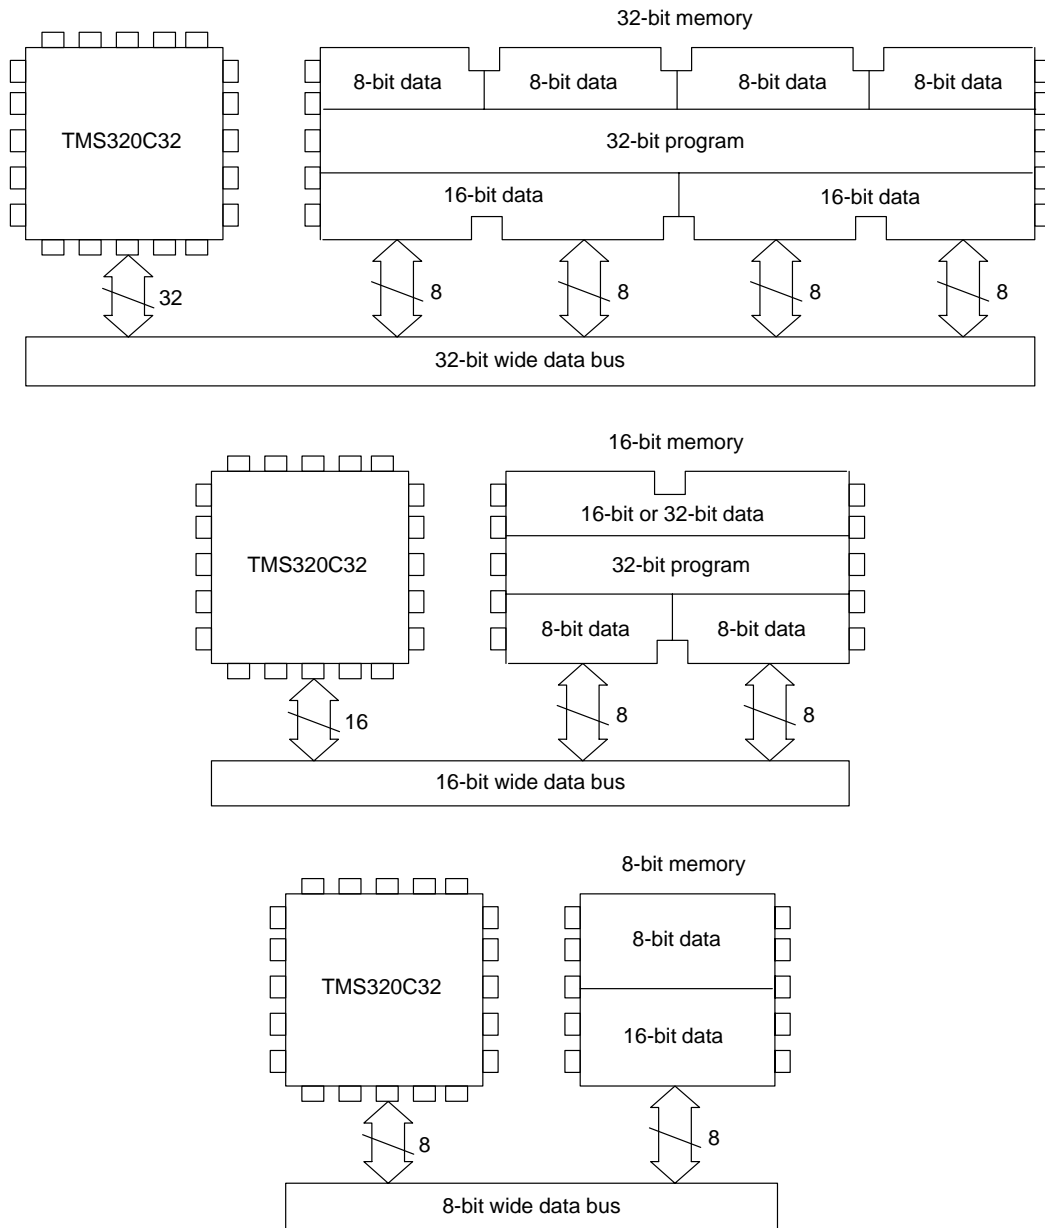 32-bit memory
8-bit data
8-bit data
8-bit data
8-bit data
TMS320C32
32-bit program
16-bit data
16-bit data
32
8
8
8
8
32-bit wide data bus
16-bit memory
16-bit or 32-bit data
TMS320C32
32-bit program
8-bit data
8-bit data
16
8
8
16-bit wide data bus
8-bit memory
8-bit data
TMS320C32
16-bit data
8
8
8-bit wide data bus